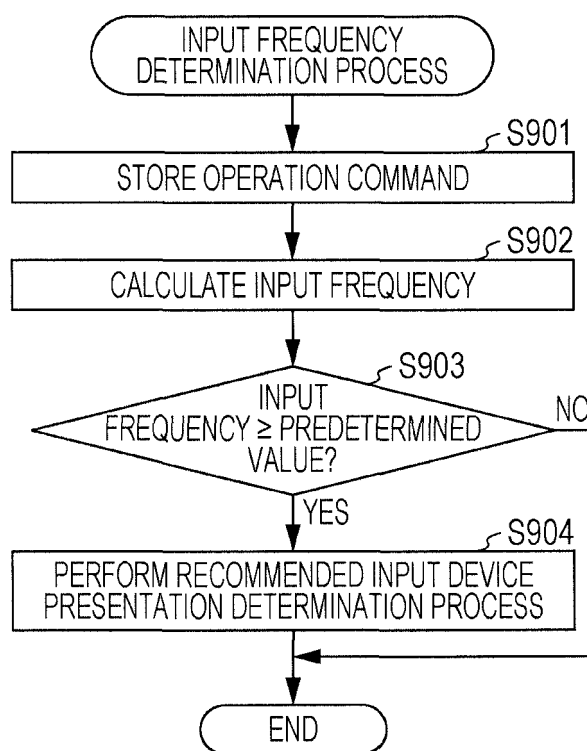 INPUT FREQUENCY
DETERMINATION PROCESS
S901
STORE OPERATION COMMAND
S902
CALCULATE INPUT FREQUENCY
S903
INPUT
FREQUENCY ≥ PREDETERMINED
VALUE?
NO
YES
S904
PERFORM RECOMMENDED INPUT DEVICE
PRESENTATION DETERMINATION PROCESS
END